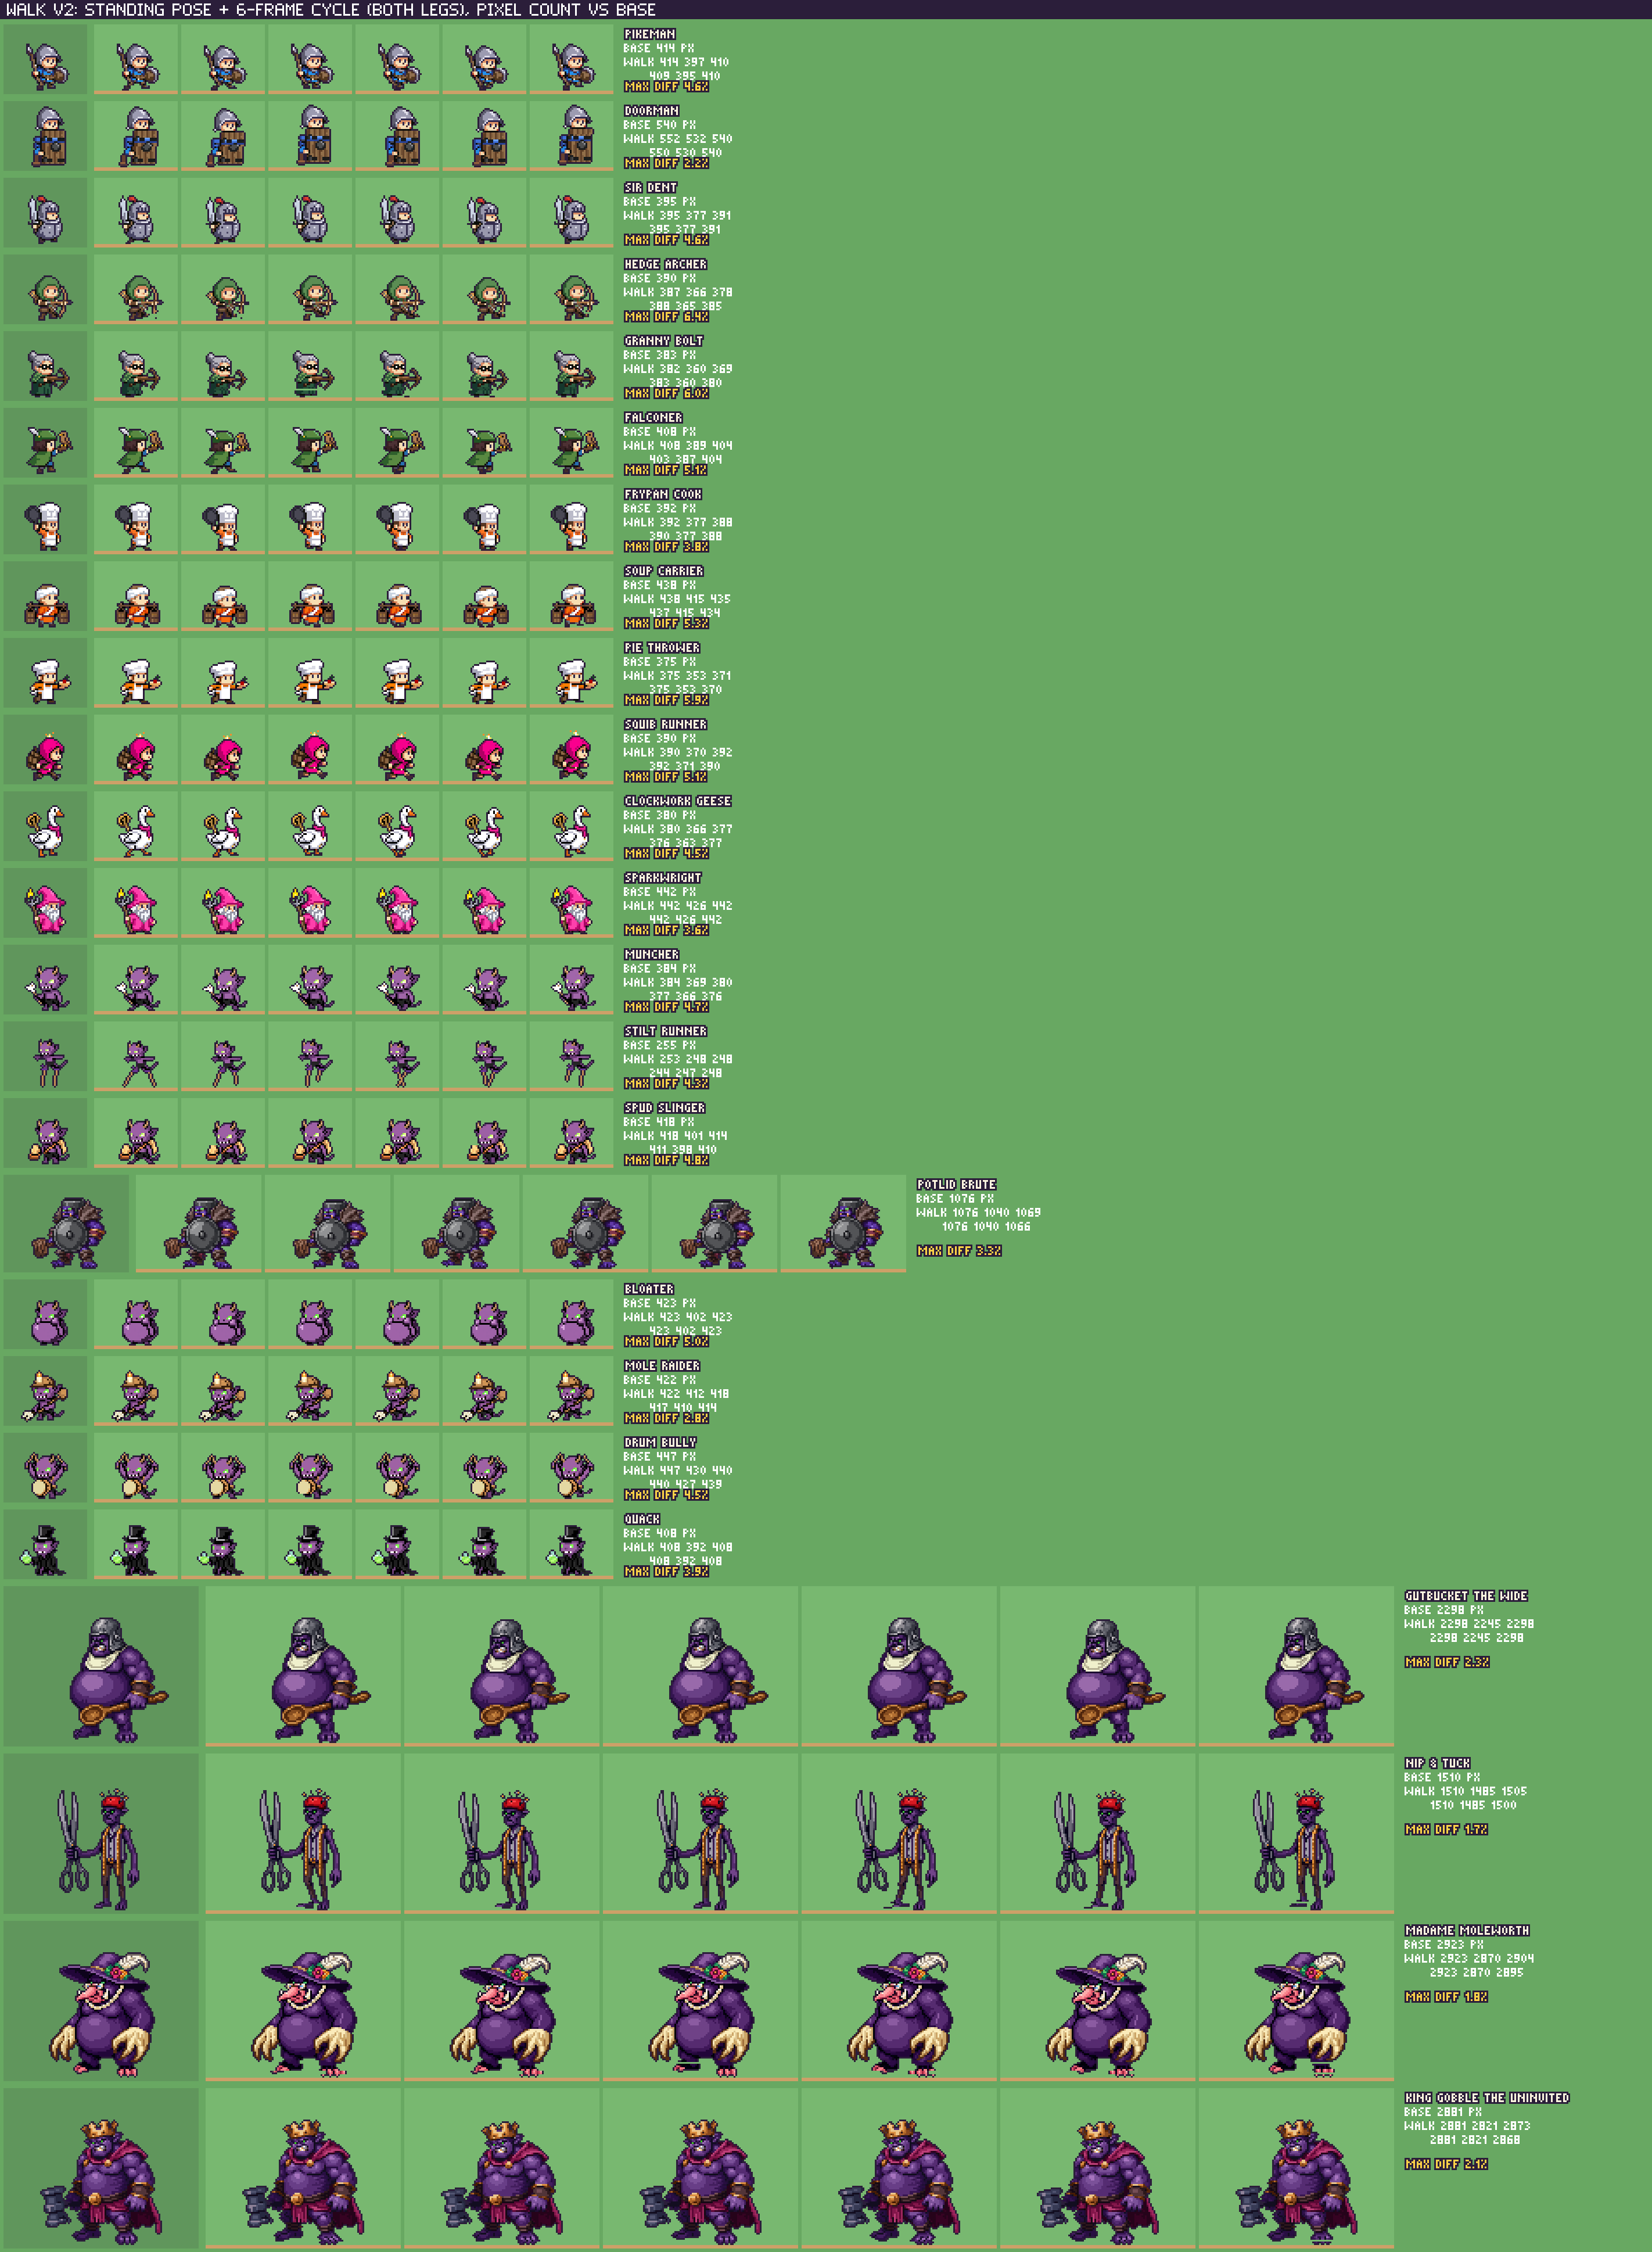 WALK V2: STANDING POSE + 6-FRAME CYCLE (BOTH LEGS), PIXEL COUNT VS BASE
PIKEMAN
BASE 414 PX
WALK 414 397 410
409 395 410
MAX DIFF 4.6%
DOORMAN
BASE 540 PX
WALK 552 532 540
550 530 540
MAX DIFF 2.2%
SIR DENT
BASE 395 PX
WALK 395 377 391
395 377 391
MAX DIFF 4.6%
HEDGE ARCHER
BASE 390 PX
WALK 387 366 378
388 365 385
MAX DIFF 6.4%
GRANNY BOLT
BASE 383 PX
WALK 382 360 369
383 360 380
MAX DIFF 6.0%
FALCONER
BASE 408 PX
WALK 408 389 404
403 387 404
MAX DIFF 5.1%
FRYPAN COOK
BASE 392 PX
WALK 392 377 388
390 377 388
MAX DIFF 3.8%
SOUP CARRIER
BASE 438 PX
WALK 438 415 435
437 415 434
MAX DIFF 5.3%
PIE THROWER
BASE 375 PX
WALK 375 353 371
375 353 370
MAX DIFF 5.9%
SQUIB RUNNER
BASE 390 PX
WALK 390 370 392
392 371 390
MAX DIFF 5.1%
CLOCKWORK GEESE
BASE 380 PX
WALK 380 366 377
376 363 377
MAX DIFF 4.5%
SPARKWRIGHT
BASE 442 PX
WALK 442 426 442
442 426 442
MAX DIFF 3.6%
MUNCHER
BASE 384 PX
WALK 384 369 380
377 366 376
MAX DIFF 4.7%
STILT RUNNER
BASE 255 PX
WALK 253 248 248
244 247 248
MAX DIFF 4.3%
SPUD SLINGER
BASE 418 PX
WALK 418 401 414
411 398 410
MAX DIFF 4.8%
POTLID BRUTE
BASE 1076 PX
WALK 1076 1040 1069
1076 1040 1066
MAX DIFF 3.3%
BLOATER
BASE 423 PX
WALK 423 402 423
423 402 423
MAX DIFF 5.0%
MOLE RAIDER
BASE 422 PX
WALK 422 412 418
417 410 414
MAX DIFF 2.8%
DRUM BULLY
BASE 447 PX
WALK 447 430 440
440 427 439
MAX DIFF 4.5%
QUACK
BASE 408 PX
WALK 408 392 408
408 392 408
MAX DIFF 3.9%
GUTBUCKET THE WIDE
BASE 2298 PX
WALK 2298 2245 2298
2298 2245 2298
MAX DIFF 2.3%
NIP & TUCK
BASE 1510 PX
WALK 1510 1485 1505
1510 1485 1500
MAX DIFF 1.7%
MADAME MOLEWORTH
BASE 2923 PX
WALK 2923 2870 2904
2923 2870 2895
MAX DIFF 1.8%
KING GOBBLE THE UNINVITED
BASE 2881 PX
WALK 2881 2821 2873
2881 2821 2868
MAX DIFF 2.1%